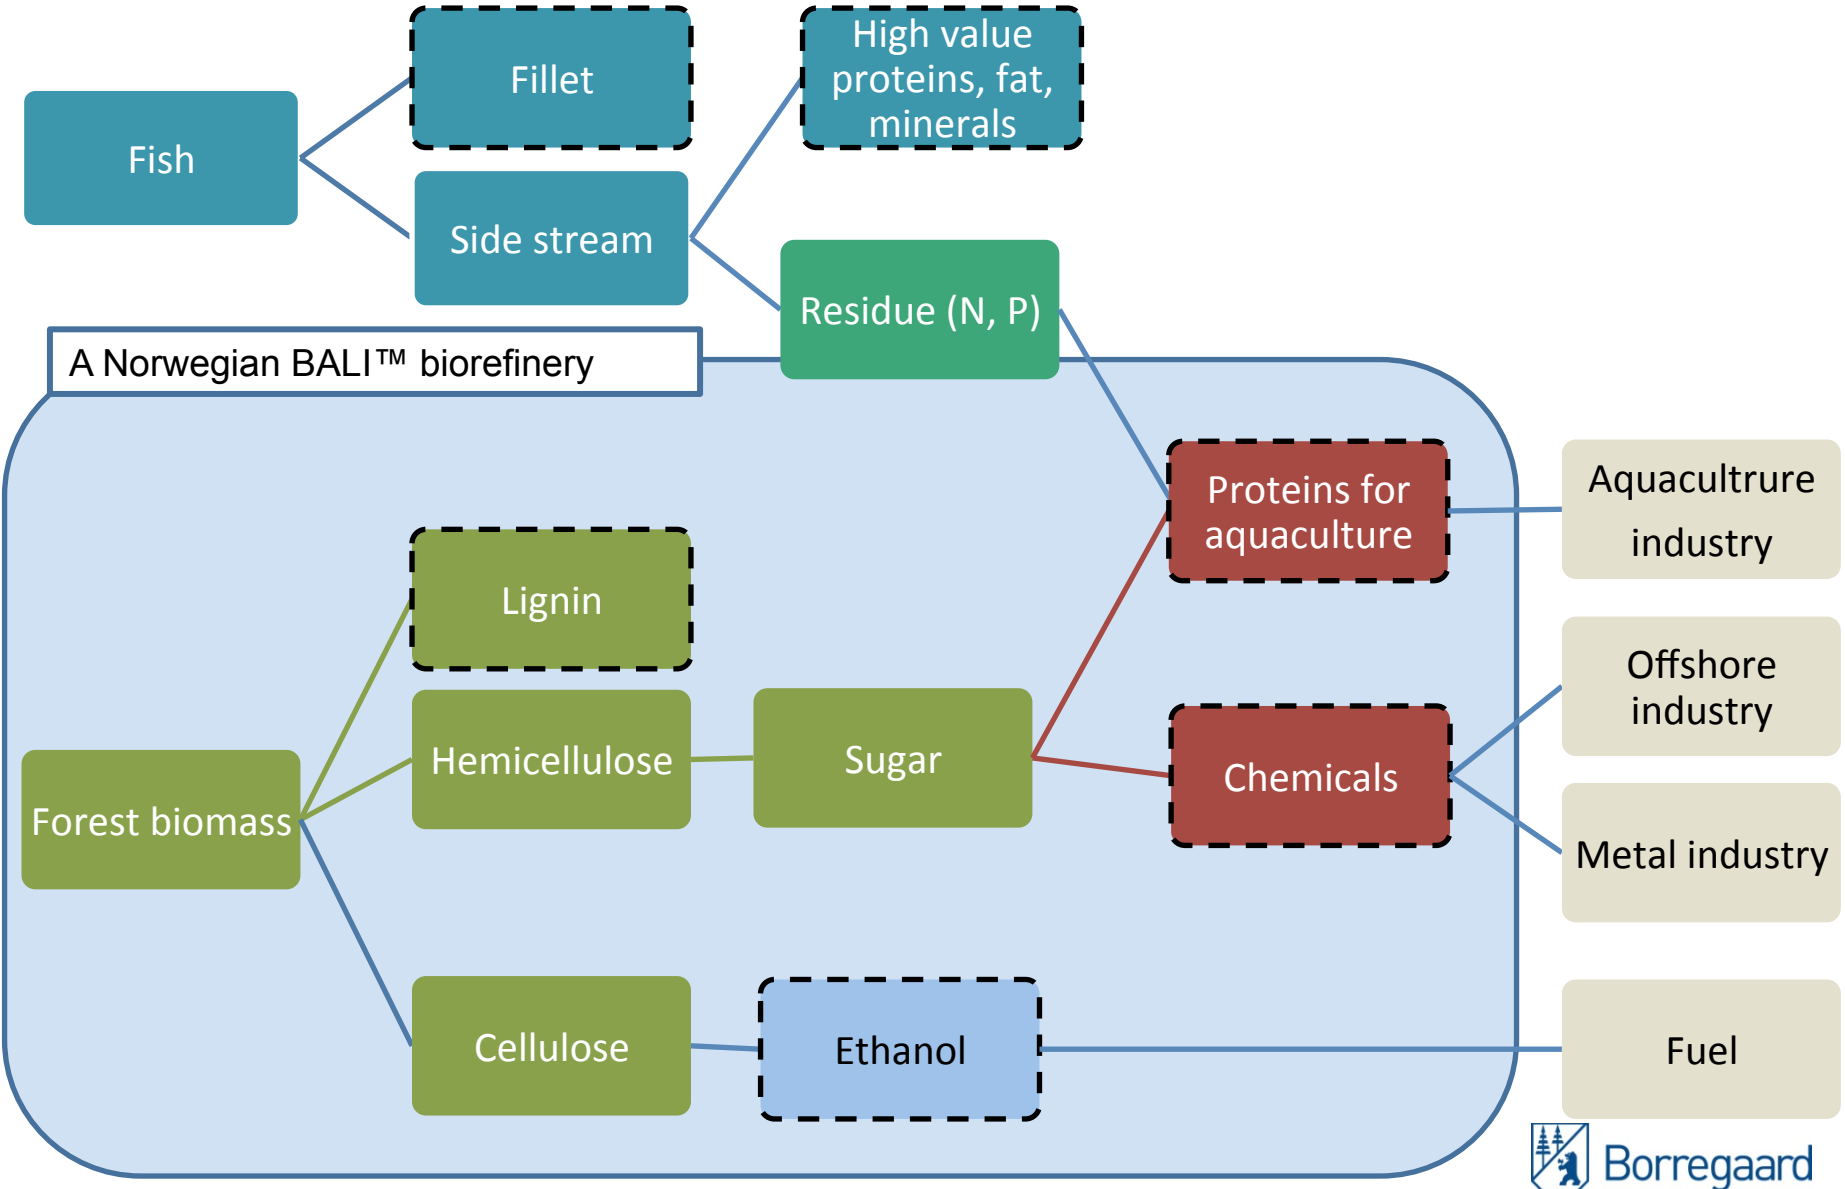 Fish
Fillet
Side stream
High value
proteins, fat,
minerals
Residue (N, P)
A Norwegian BALI™ biorefinery
Forest biomass
Lignin
Hemicellulose
Cellulose
Sugar
Ethanol
Proteins for
aquaculture
Chemicals
Aquacultrure
industry
Offshore
industry
Metal industry
Fuel
Borregaard